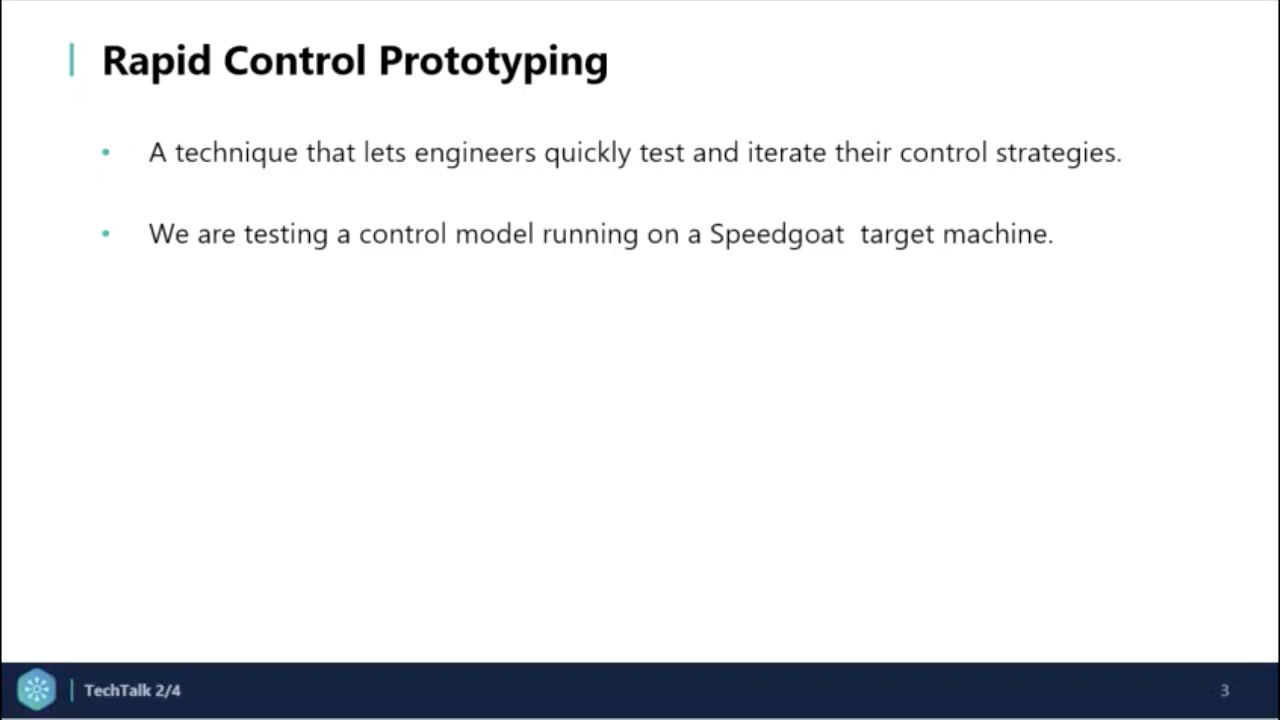 Rapid Control Prototyping
• A technique that lets engineers quickly test and iterate their control strategies.
• We are testing a control model running on a Speedgoat  target machine.
TechTalk 2/4
3